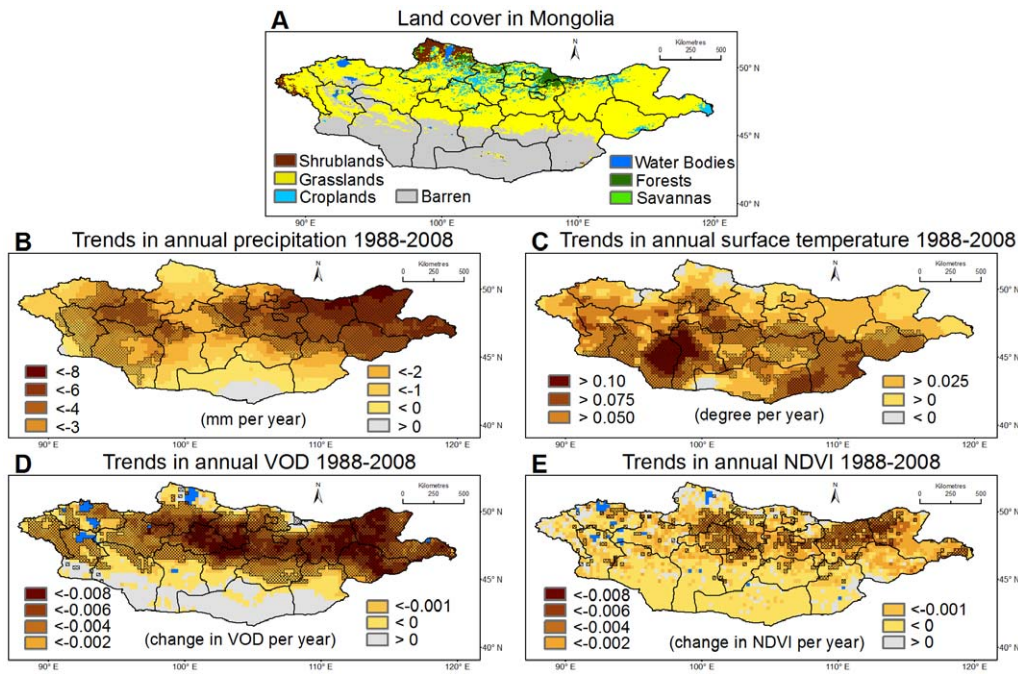 A Land cover in Mongolia
N
Kilometres
0 250 500
50° N
45° N
40° N
Shrublands
Grasslands
Croplands
Barren
Water Bodies
Forests
Savannas
90° E 100° E 110° E 120° E
B Trends in annual precipitation 1988-2008
N
Kilometres
0 250 500
50° N
45° N
40° N
<-8
<-6
<-4
<-3
(mm per year)
<-2
<-1
<0
>0
90° E 100° E 110° E 120° E
C Trends in annual surface temperature 1988-2008
N
Kilometres
0 250 500
50° N
45° N
40° N
> 0.10
> 0.075
> 0.050
(degree per year)
> 0.025
>0
<0
90° E 100° E 110° E 120° E
D Trends in annual VOD 1988-2008
N
Kilometres
0 250 500
50° N
45° N
40° N
<-0.008
<-0.006
<-0.004
<-0.002
(change in VOD per year)
<-0.001
<0
> 0
90° E 100° E 110° E 120° E
E Trends in annual NDVI 1988-2008
N
Kilometres
0 250 500
50° N
45° N
40° N
<-0.008
<-0.006
<-0.004
<-0.002
(change in NDVI per year)
<-0.001
<0
> 0
90° E 100° E 110° E 120° E